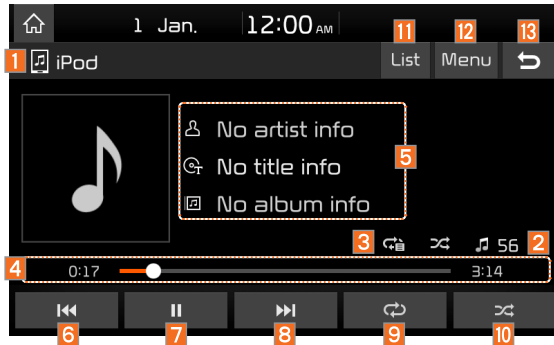 1 Jan. 12:00 AM
11 12 13
1 iPod List Menu
No artist info
No title info 5
No album info
3 56 2
4 0:17 3:14
6 7 8 9 10